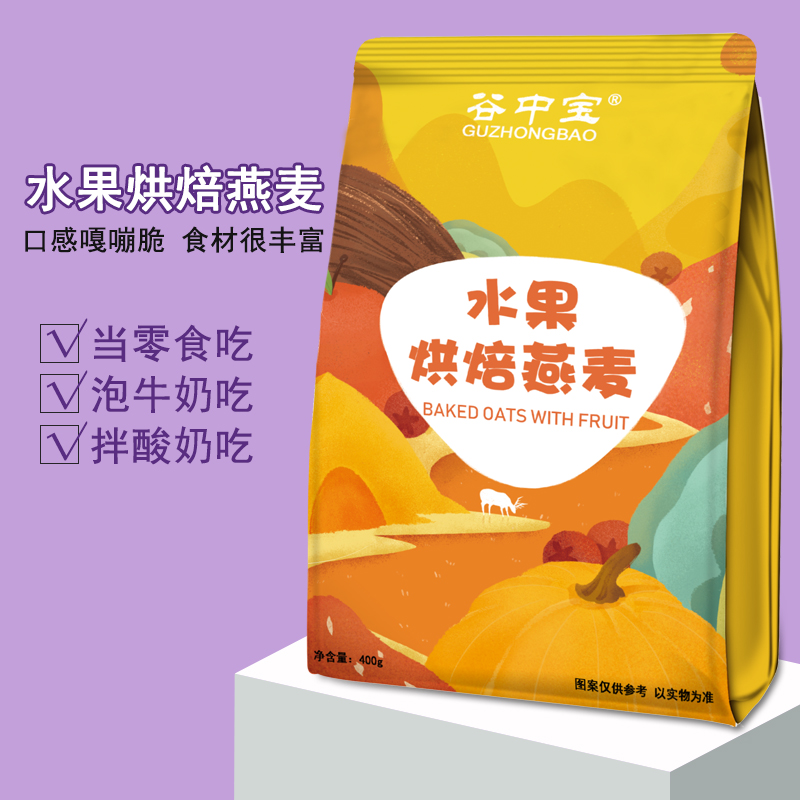 水果烘焙燕麦
口感嘎嘣脆 食材很丰富
当零食吃
泡牛奶吃
拌酸奶吃
谷中宝®
GUZHONGBAO
水果
烘焙燕麦
BAKED OATS WITH FRUIT
净含量：400g
图案仅供参考 以实物为准